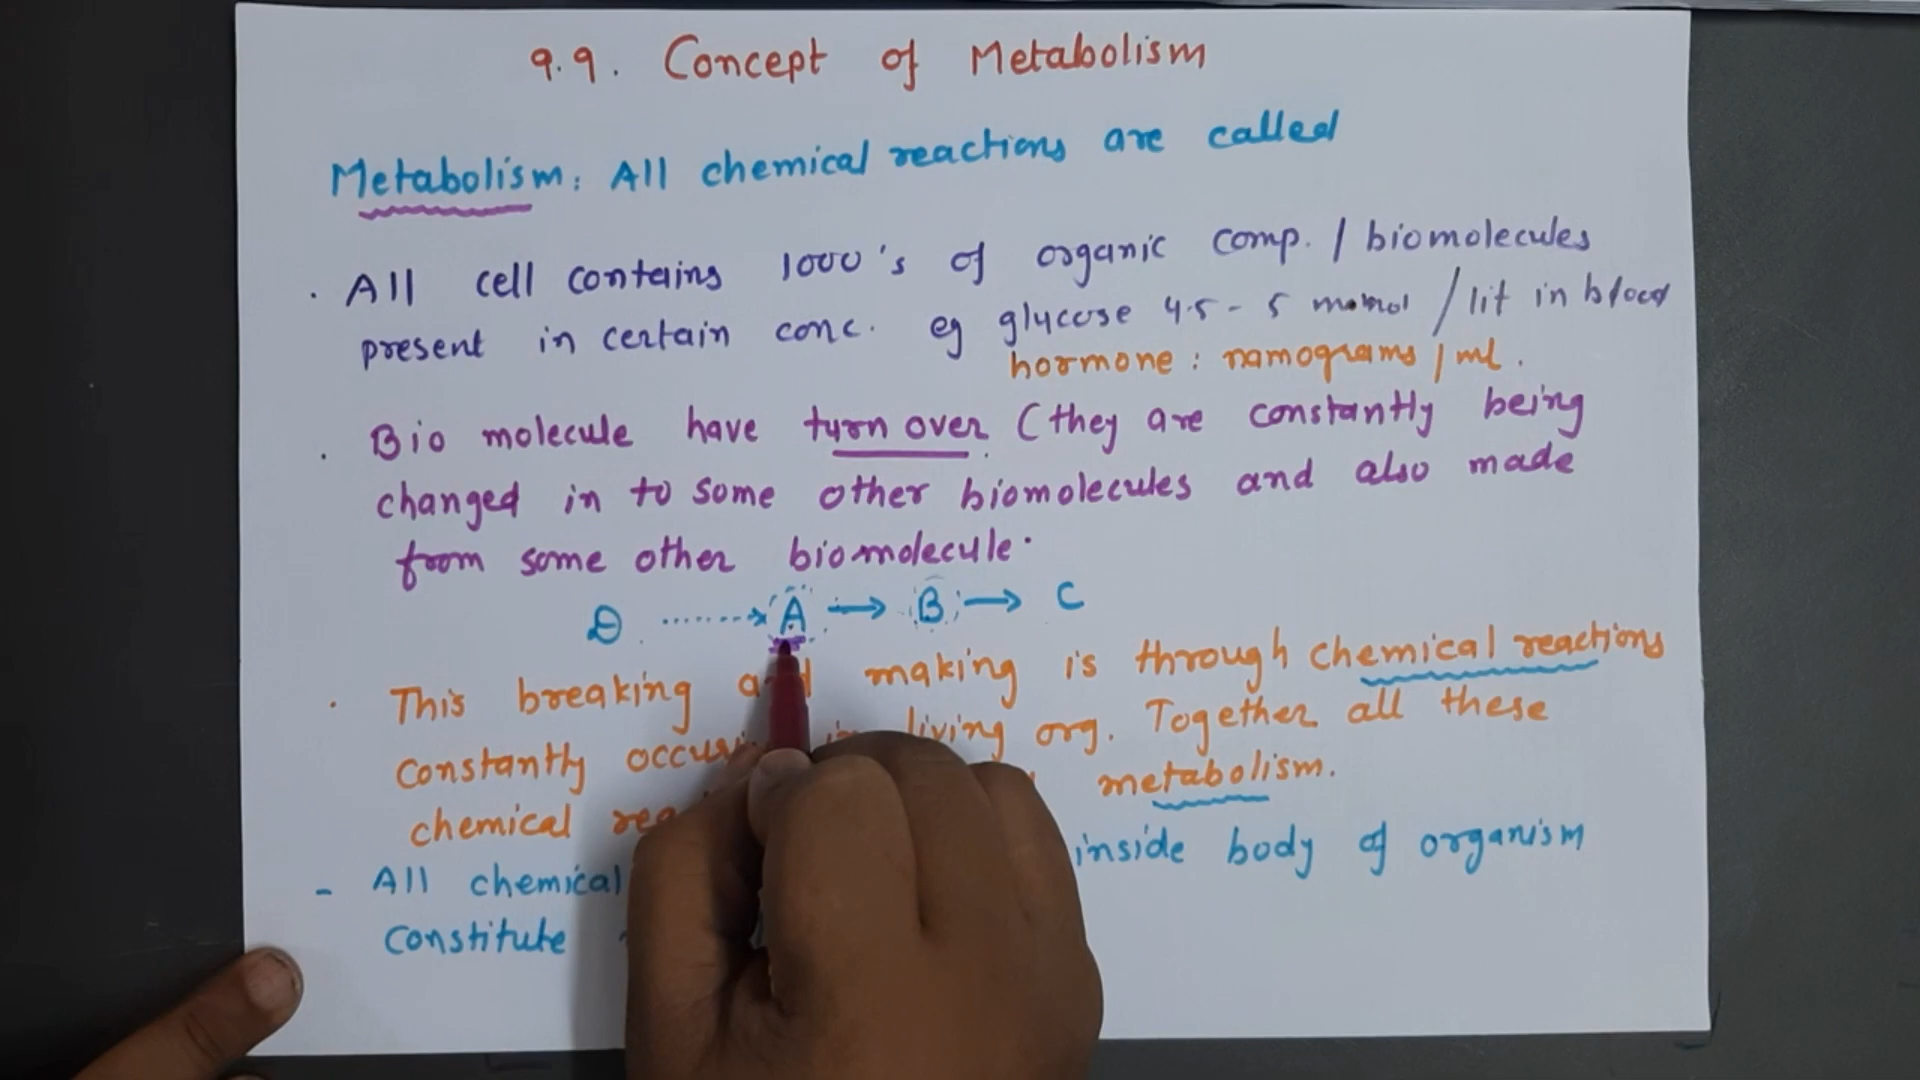 9.9. Concept of Metabolism
Metabolism: All chemical reactions are called
. All cell contains 1000's of organic comp. / biomolecules
present in certain conc. eg glycose 4.5 - 5 mmol / lit in blood
hormone : namograms / ml.
. Bio molecule have turn over (they are constantly being
changed in to some other biomolecules and also made
from some other biomolecule.
D ........> A → B → C
. This breaking and making is through chemical reactions
constantly living org. Together all these
chemical metabolism.
- All chemical inside body of organism
constitute